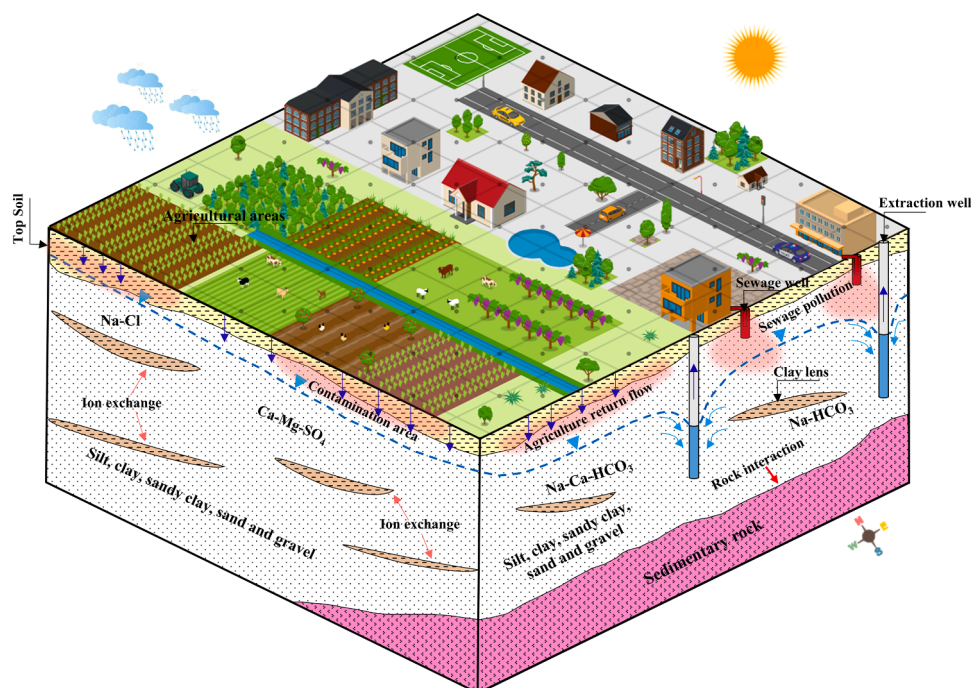 Agricultural areas
Top Soil
Extraction well
Sewage well
Sewage pollution
Na-Cl
Ion exchange
Ca-Mg-SO₄
Contamination area
Agriculture return flow
Clay lens
Na-HCO₃
Na-Ca-HCO₃
Rock interaction
Silt, clay, sandy clay, sand and gravel
Ion exchange
Silt, clay, sandy clay,
sand and gravel
Sedimentary rock
N
E
W
S